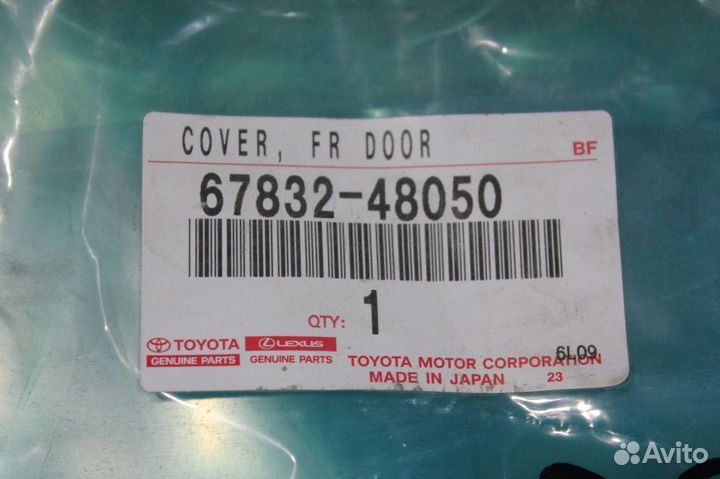 COVER, FR DOOR BF
67832-48050
QTY: 1
TOYOTA LEXUS
GENUINE PARTS GENUINE PARTS
TOYOTA MOTOR CORPORATION 6L09
MADE IN JAPAN 23
Avito